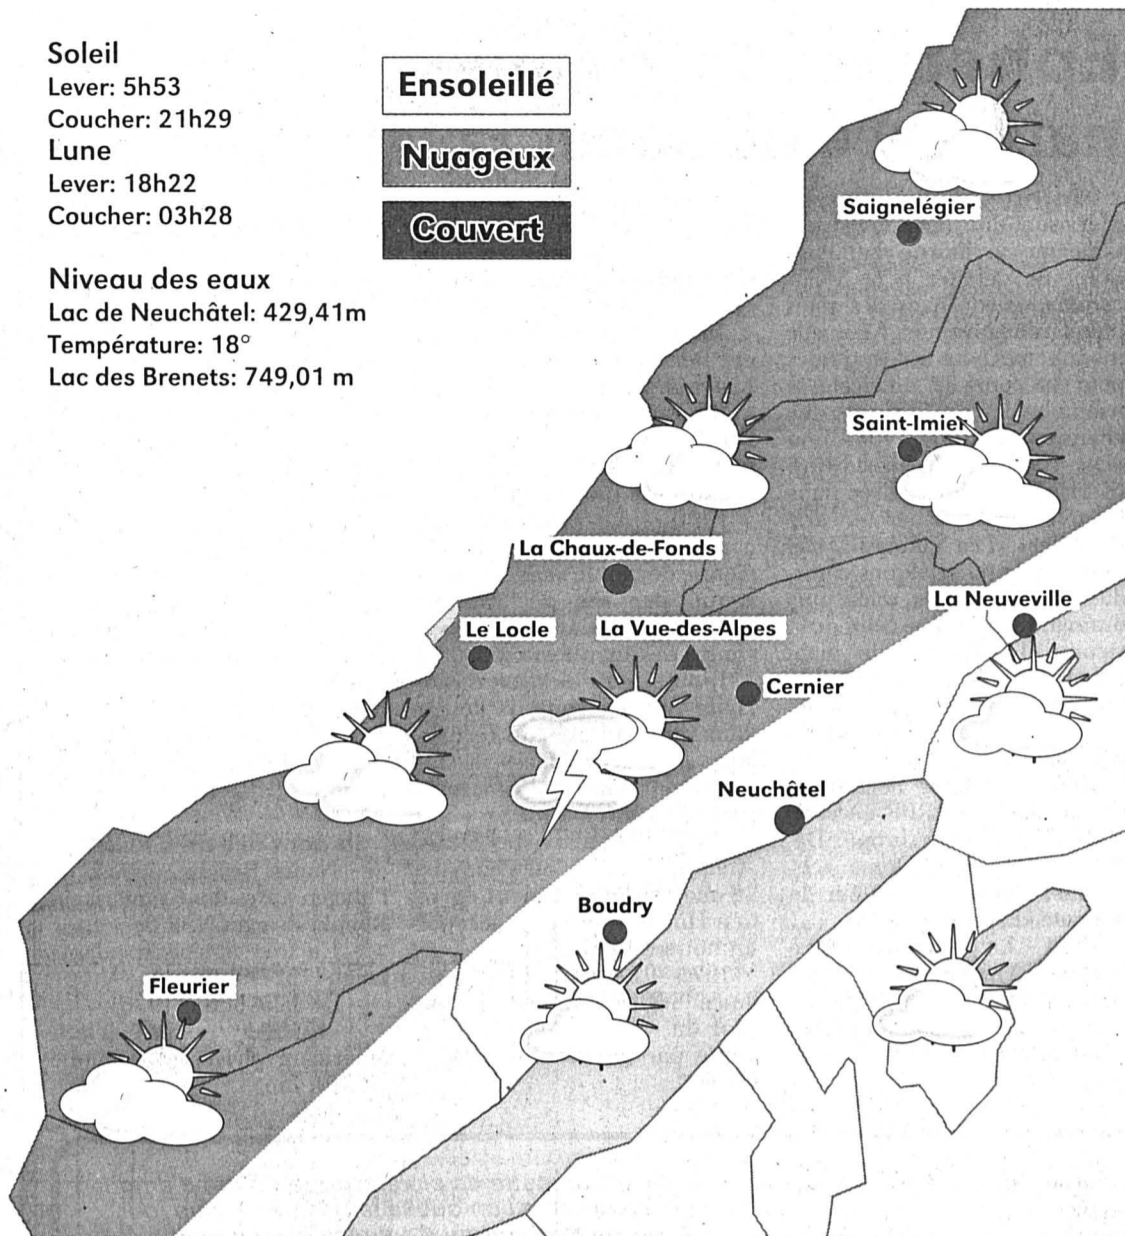 Soleil
Lever: 5h53
Coucher: 21h29
Lune
Lever: 18h22
Coucher: 03h28
Niveau des eaux
Lac de Neuchâtel: 429,41m
Température: 18°
Lac des Brenets: 749,01 m
Ensoleillé
Nuageux
Couvert
Saignelégier
Saint-Imier
La Chaux-de-Fonds
La Neuveville
Le Locle
La Vue-des-Alpes
Cernier
Neuchâtel
Boudry
Fleurier